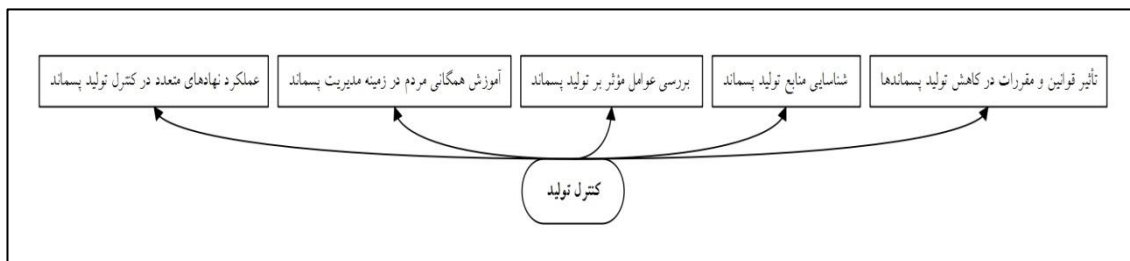 تأثیر قوانین و مقررات در کاهش تولید پسماندها
شناسایی منابع تولید پسماند
بررسی عوامل مؤثر بر تولید پسماند
آموزش همگانی مردم در زمینه مدیریت پسماند
عملکرد نهادهای متعدد در کنترل تولید پسماند
کنترل تولید